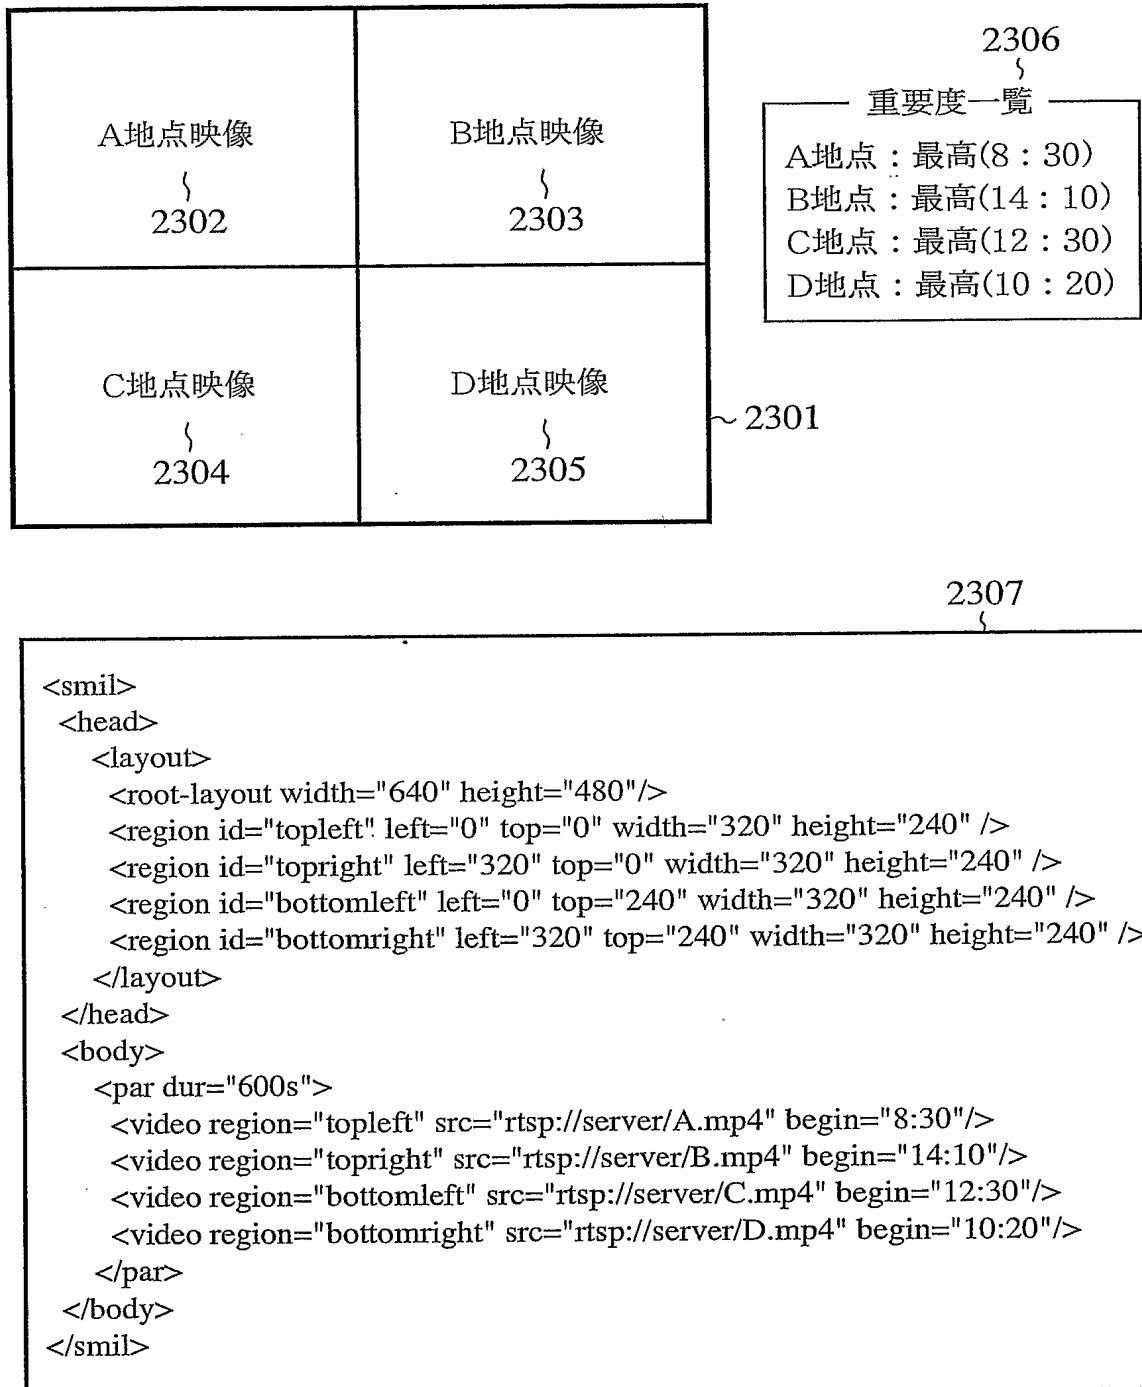 A地点映像
2302
B地点映像
2303
C地点映像
2304
D地点映像
2305
2301
2306
重要度一覧
A地点：最高(8：30)
B地点：最高(14：10)
C地点：最高(12：30)
D地点：最高(10：20)
2307
<smil>
<head>
<layout>
<root-layout width="640" height="480"/>
<region id="topleft" left="0" top="0" width="320" height="240" />
<region id="topright" left="320" top="0" width="320" height="240" />
<region id="bottomleft" left="0" top="240" width="320" height="240" />
<region id="bottomright" left="320" top="240" width="320" height="240" />
</layout>
</head>
<body>
<par dur="600s">
<video region="topleft" src="rtsp://server/A.mp4" begin="8:30"/>
<video region="topright" src="rtsp://server/B.mp4" begin="14:10"/>
<video region="bottomleft" src="rtsp://server/C.mp4" begin="12:30"/>
<video region="bottomright" src="rtsp://server/D.mp4" begin="10:20"/>
</par>
</body>
</smil>